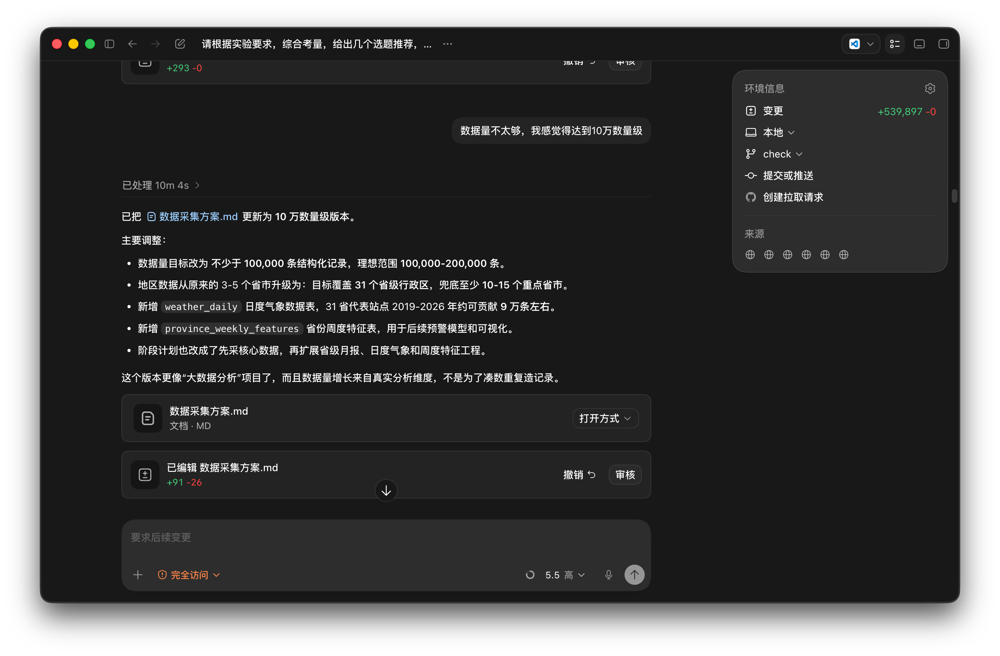 请根据实验要求，综合考量，给出几个选题推荐，...
+293 -0
撤销
审核
数据量不太够，我感觉得达到10万数量级
已处理 10m 4s
已把 数据采集方案.md 更新为 10 万数量级版本。
主要调整：
• 数据量目标改为 不少于 100,000 条结构化记录，理想范围 100,000-200,000 条。
• 地区数据从原来的 3-5 个省市升级为：目标覆盖 31 个省级行政区，兜底至少 10-15 个重点省市。
• 新增 weather_daily 日度气象数据表，31 省代表站点 2019-2026 年约可贡献 9 万条左右。
• 新增 province_weekly_features 省份周度特征表，用于后续预警模型和可视化。
• 阶段计划也改成了先采核心数据，再扩展省级月报、日度气象和周度特征工程。
这个版本更像“大数据分析”项目了，而且数据量增长来自真实分析维度，不是为了凑数重复造记录。
数据采集方案.md
文档 · MD
打开方式
已编辑 数据采集方案.md
+91 -26
撤销
审核
要求后续变更
完全访问
5.5 高
环境信息
变更 +539,897 -0
本地
check
提交或推送
创建拉取请求
来源